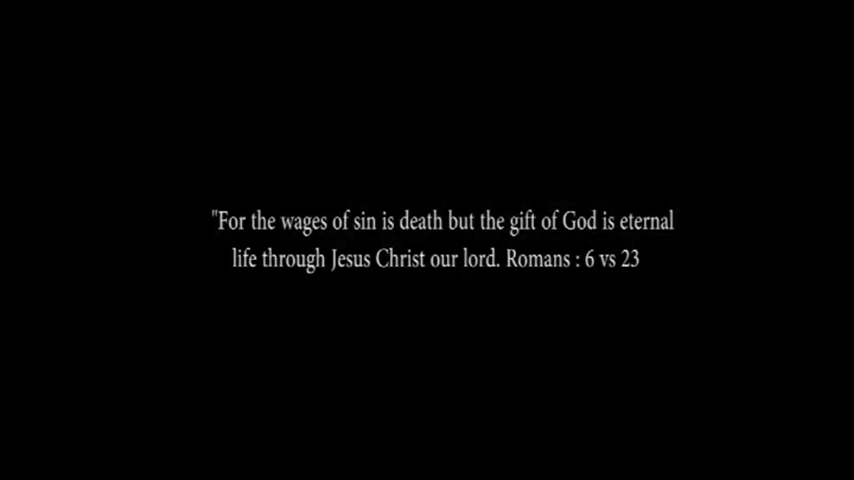 "For the wages of sin is death but the gift of God is eternal
life through Jesus Christ our lord. Romans : 6 vs 23